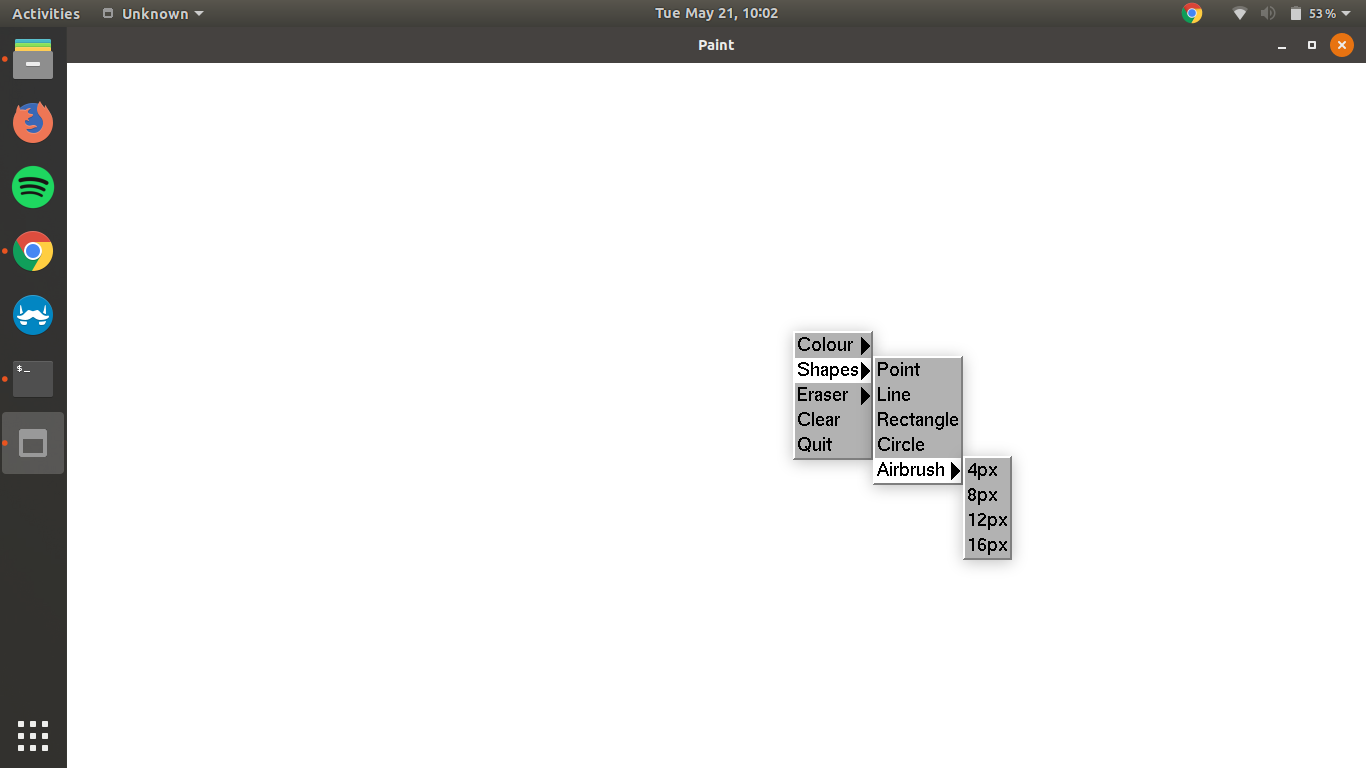 Activities Unknown Tue May 21, 10:02 53 %
Paint
$_
Colour
Shapes
Eraser
Clear
Quit
Point
Line
Rectangle
Circle
Airbrush
4px
8px
12px
16px